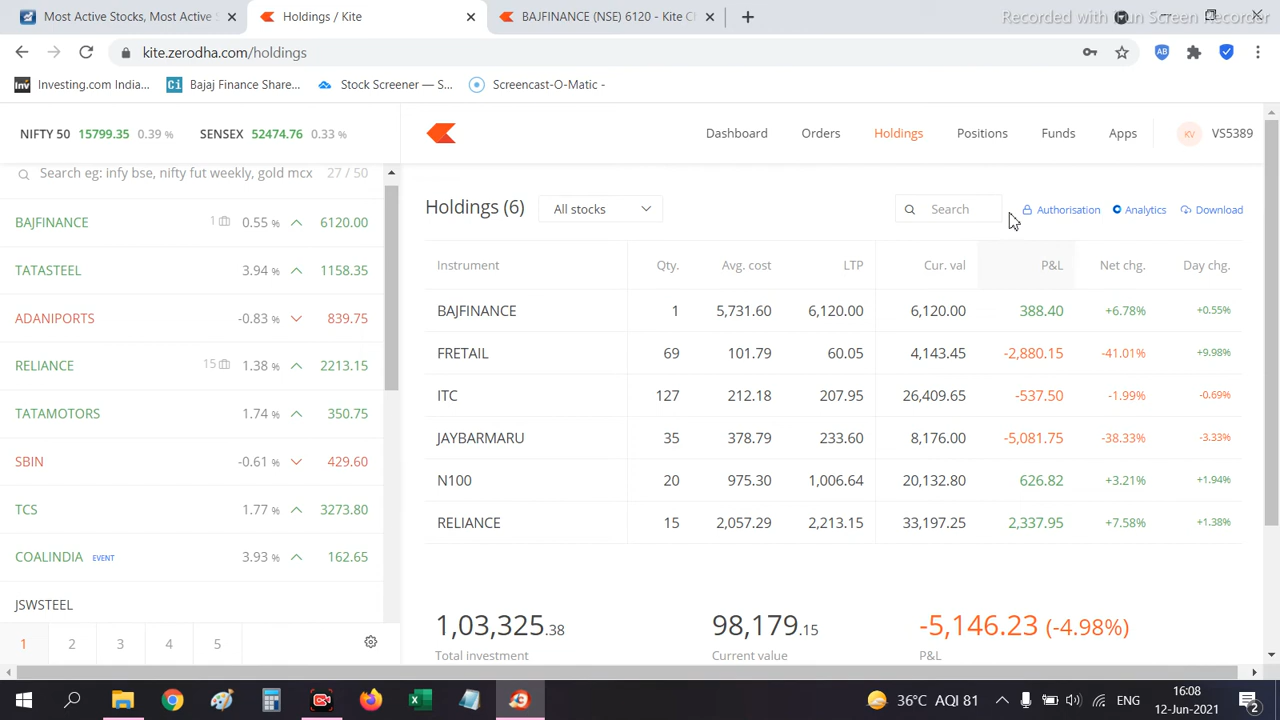 Most Active Stocks, Most Active
Holdings / Kite
BAJFINANCE (NSE) 6120 - Kite C
Recorded with Fun Screen Recorder
kite.zerodha.com/holdings
AB
Inv Investing.com India...
Ci Bajaj Finance Share...
Stock Screener — S...
Screencast-O-Matic -
NIFTY 50 15799.35 0.39 %
SENSEX 52474.76 0.33 %
Dashboard Orders Holdings Positions Funds Apps KV VS5389
Search eg: infy bse, nifty fut weekly, gold mcx 27 / 50
BAJFINANCE 1 0.55 % 6120.00
TATASTEEL 3.94 % 1158.35
ADANIPORTS -0.83 % 839.75
RELIANCE 15 1.38 % 2213.15
TATAMOTORS 1.74 % 350.75
SBIN -0.61 % 429.60
TCS 1.77 % 3273.80
COALINDIA EVENT 3.93 % 162.65
JSWSTEEL
1 2 3 4 5
Holdings (6) All stocks Search Authorisation Analytics Download
Instrument Qty. Avg. cost LTP Cur. val P&L Net chg. Day chg.
BAJFINANCE 1 5,731.60 6,120.00 6,120.00 388.40 +6.78% +0.55%
FRETAIL 69 101.79 60.05 4,143.45 -2,880.15 -41.01% +9.98%
ITC 127 212.18 207.95 26,409.65 -537.50 -1.99% -0.69%
JAYBARMARU 35 378.79 233.60 8,176.00 -5,081.75 -38.33% -3.33%
N100 20 975.30 1,006.64 20,132.80 626.82 +3.21% +1.94%
RELIANCE 15 2,057.29 2,213.15 33,197.25 2,337.95 +7.58% +1.38%
1,03,325.38 98,179.15 -5,146.23 (-4.98%)
Total investment Current value P&L
36°C AQI 81
ENG
16:08
12-Jun-2021
2